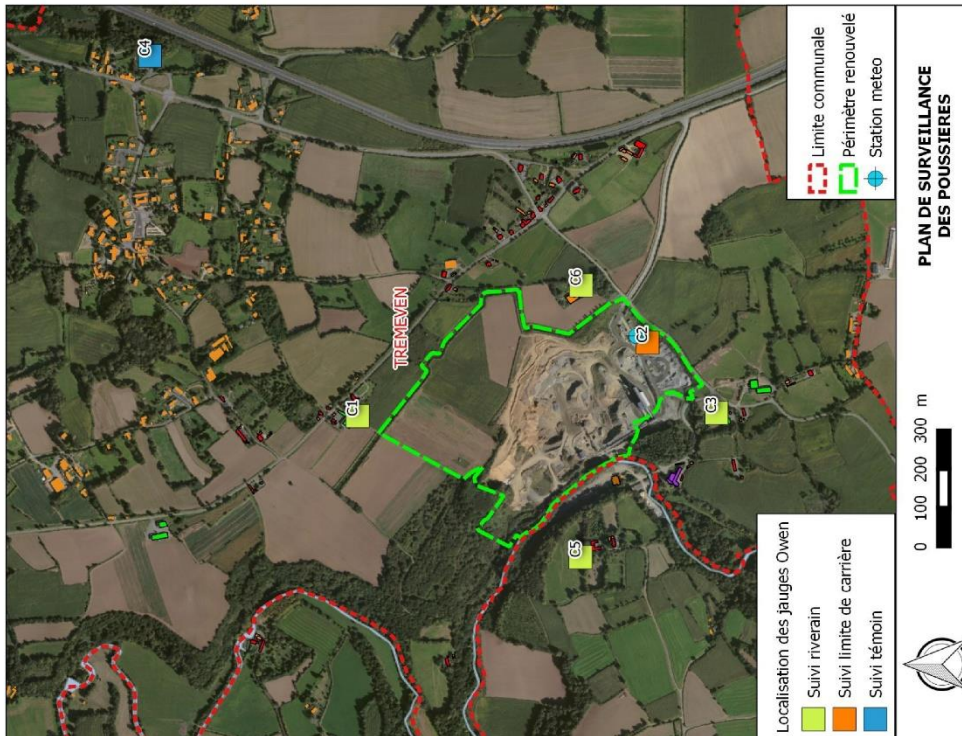 C4
TREMEVEN
C1
C6
C2
C3
C5
Localisation des jauges Owen
Suivi riverain
Suivi limite de carrière
Suivi témoin
Limite communale
Périmètre renouvelé
Station meteo
0 100 200 300 m
PLAN DE SURVEILLANCE
DES POUSSIERES